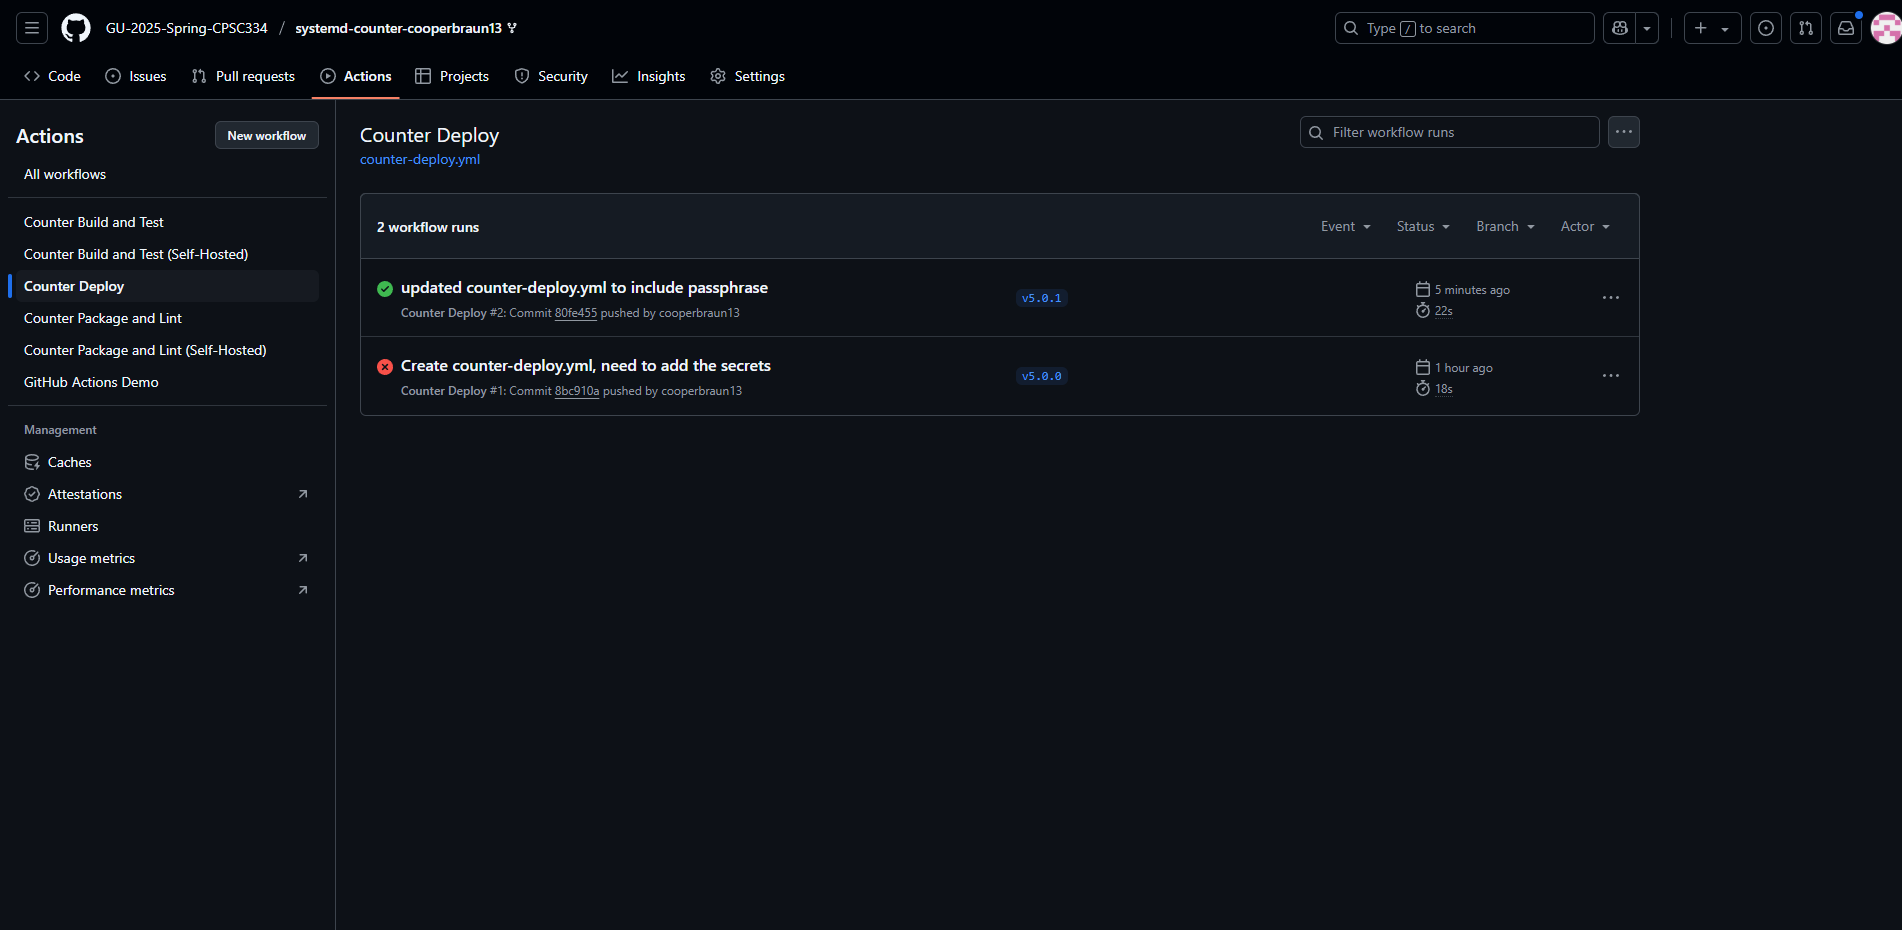 GU-2025-Spring-CPSC334 / systemd-counter-cooperbraun13
Type / to search
Code Issues Pull requests Actions Projects Security Insights Settings
Actions
New workflow
All workflows
Counter Build and Test
Counter Build and Test (Self-Hosted)
Counter Deploy
Counter Package and Lint
Counter Package and Lint (Self-Hosted)
GitHub Actions Demo
Management
Caches
Attestations
Runners
Usage metrics
Performance metrics
Counter Deploy
counter-deploy.yml
Filter workflow runs
2 workflow runs
Event Status Branch Actor
updated counter-deploy.yml to include passphrase
Counter Deploy #2: Commit 80fe455 pushed by cooperbraun13
v5.0.1
5 minutes ago
22s
Create counter-deploy.yml, need to add the secrets
Counter Deploy #1: Commit 8bc910a pushed by cooperbraun13
v5.0.0
1 hour ago
18s